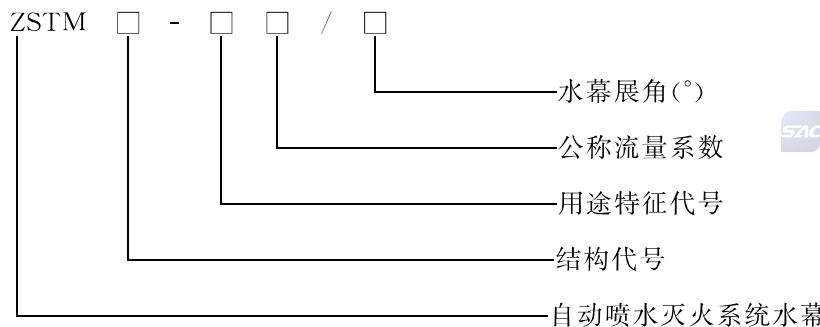 ZSTM □ - □ □ / □
水幕展角(°)
公称流量系数
SAC
用途特征代号
结构代号
自动喷水灭火系统水幕